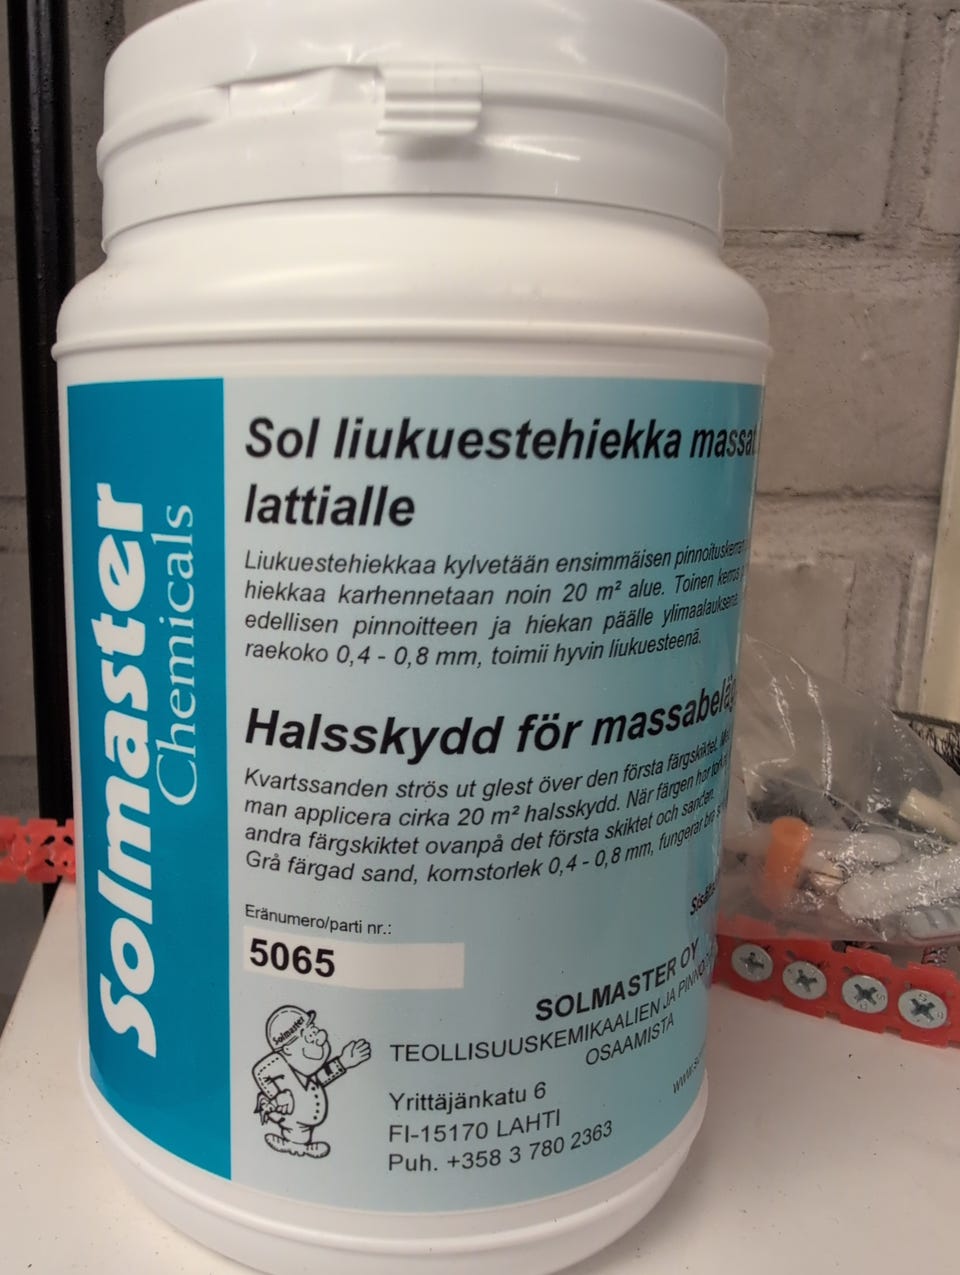 Solmaster
Chemicals
Sol liukuestehiekka
lattialle
Liukuestehiekkaa kylvetään ensimmäisen
hiekkaa karhennetaan noin 20 m² alue. Toinen kerros
edellisen pinnoitteen ja hiekan päälle ylimaalauksena.
raekoko 0,4 - 0,8 mm, toimii hyvin liukuesteenä.
Halsskydd för
Kvartssanden strös ut glest över den första färgskiktet.
man applicera cirka 20 m² halsskydd. När färgen har
andra färgskiktet ovanpå det första skiktet och sanden.
Grå färgad sand, kornstorlek 0,4 - 0,8 mm, fungerar bra
Eränumero/parti nr.:
5065
SOLMASTER OY
TEOLLISUUSKEMIKAALIEN JA
OSAAMISTA
Solmaster
Yrittäjänkatu 6
FI-15170 LAHTI
Puh. +358 3 780 2363